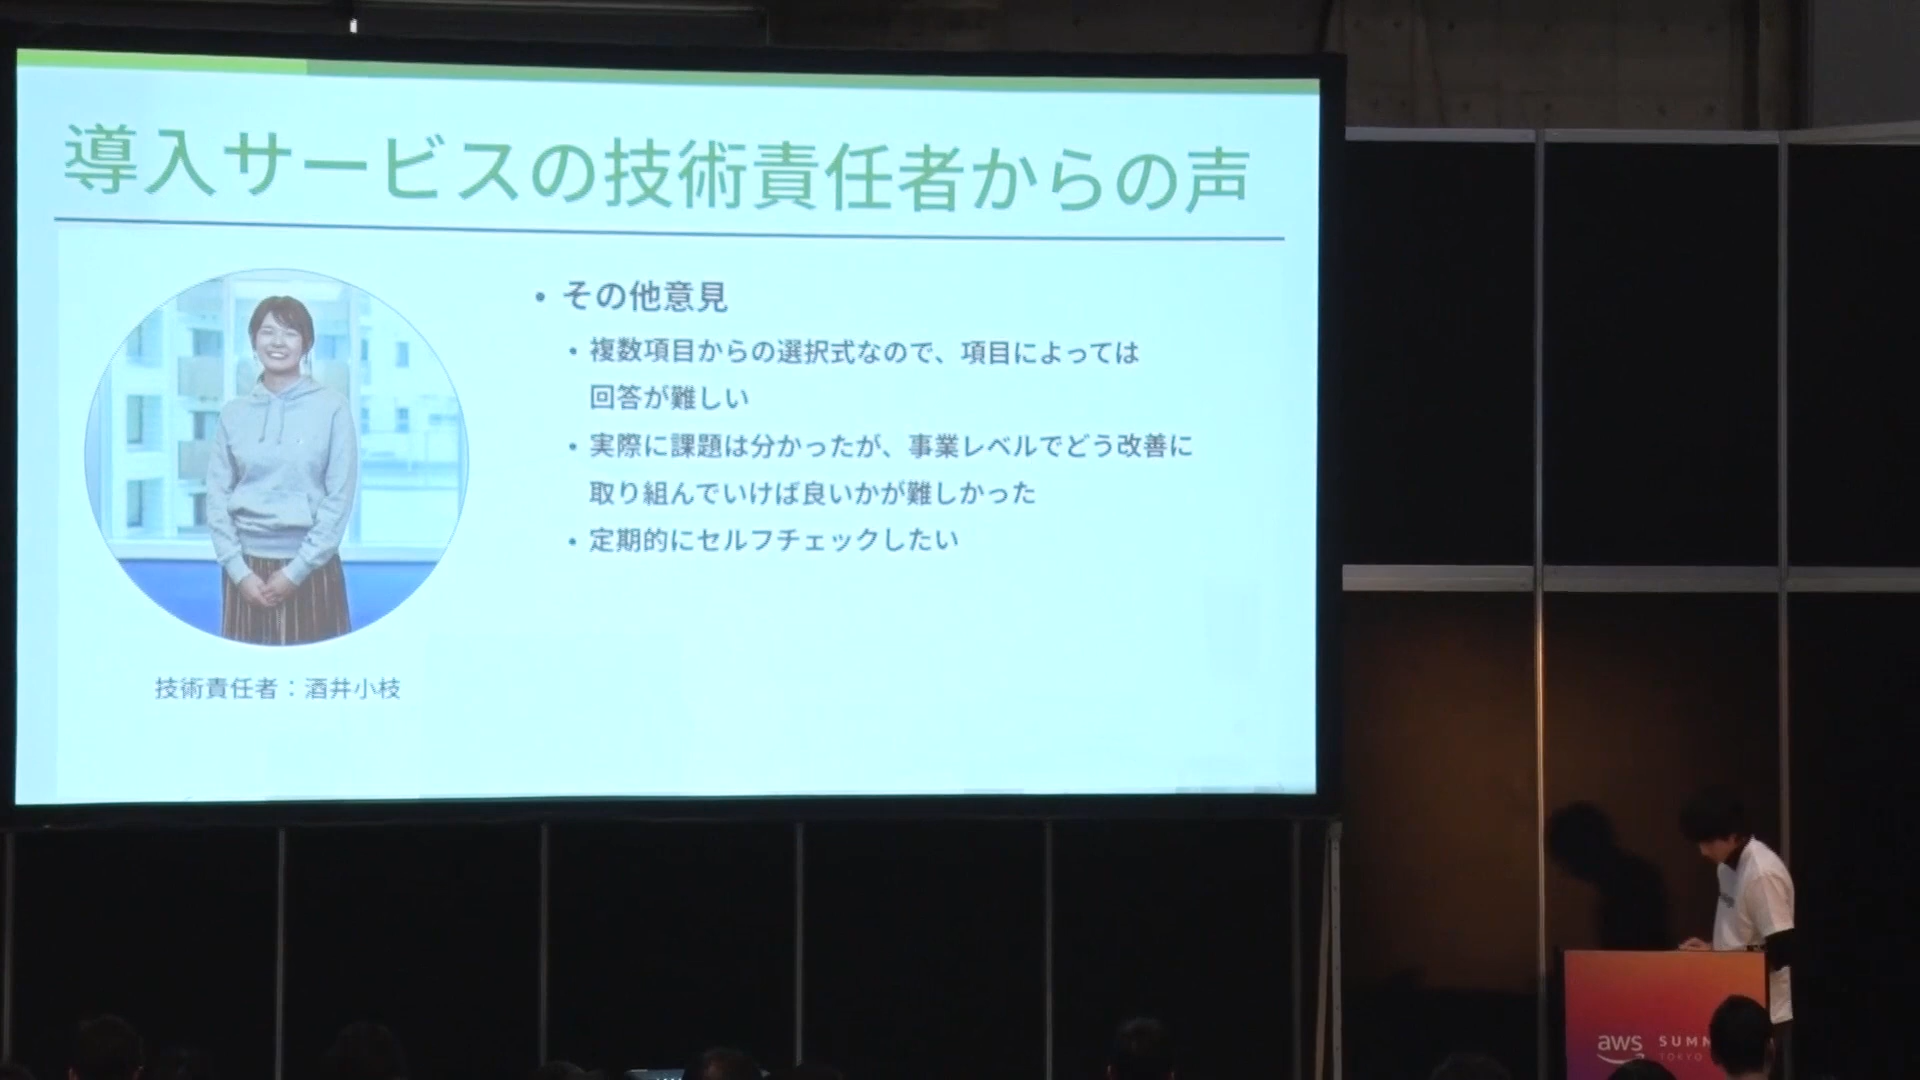 導入サービスの技術責任者からの声
• その他意見
• 複数項目からの選択式なので、項目によっては
回答が難しい
• 実際に課題は分かったが、事業レベルでどう改善に
取り組んでいけば良いかが難しかった
• 定期的にセルフチェックしたい
技術責任者：酒井小枝
aws
SUMM
TOKYO